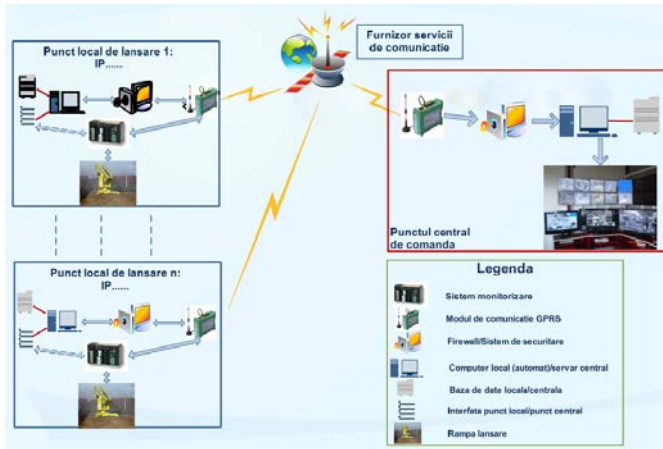 Punct local de lansare 1:
IP......
Furnizor servicii
de comunicatie
Punctul central
de comanda
Punct local de lansare n:
IP......
Legenda
Sistem monitorizare
Modul de comunicatie GPRS
Firewall/Sistem de securitare
Computer local (automat)/servar central
Baza de date locala/centrala
Interfata punct local/punct central
Rampa lansare